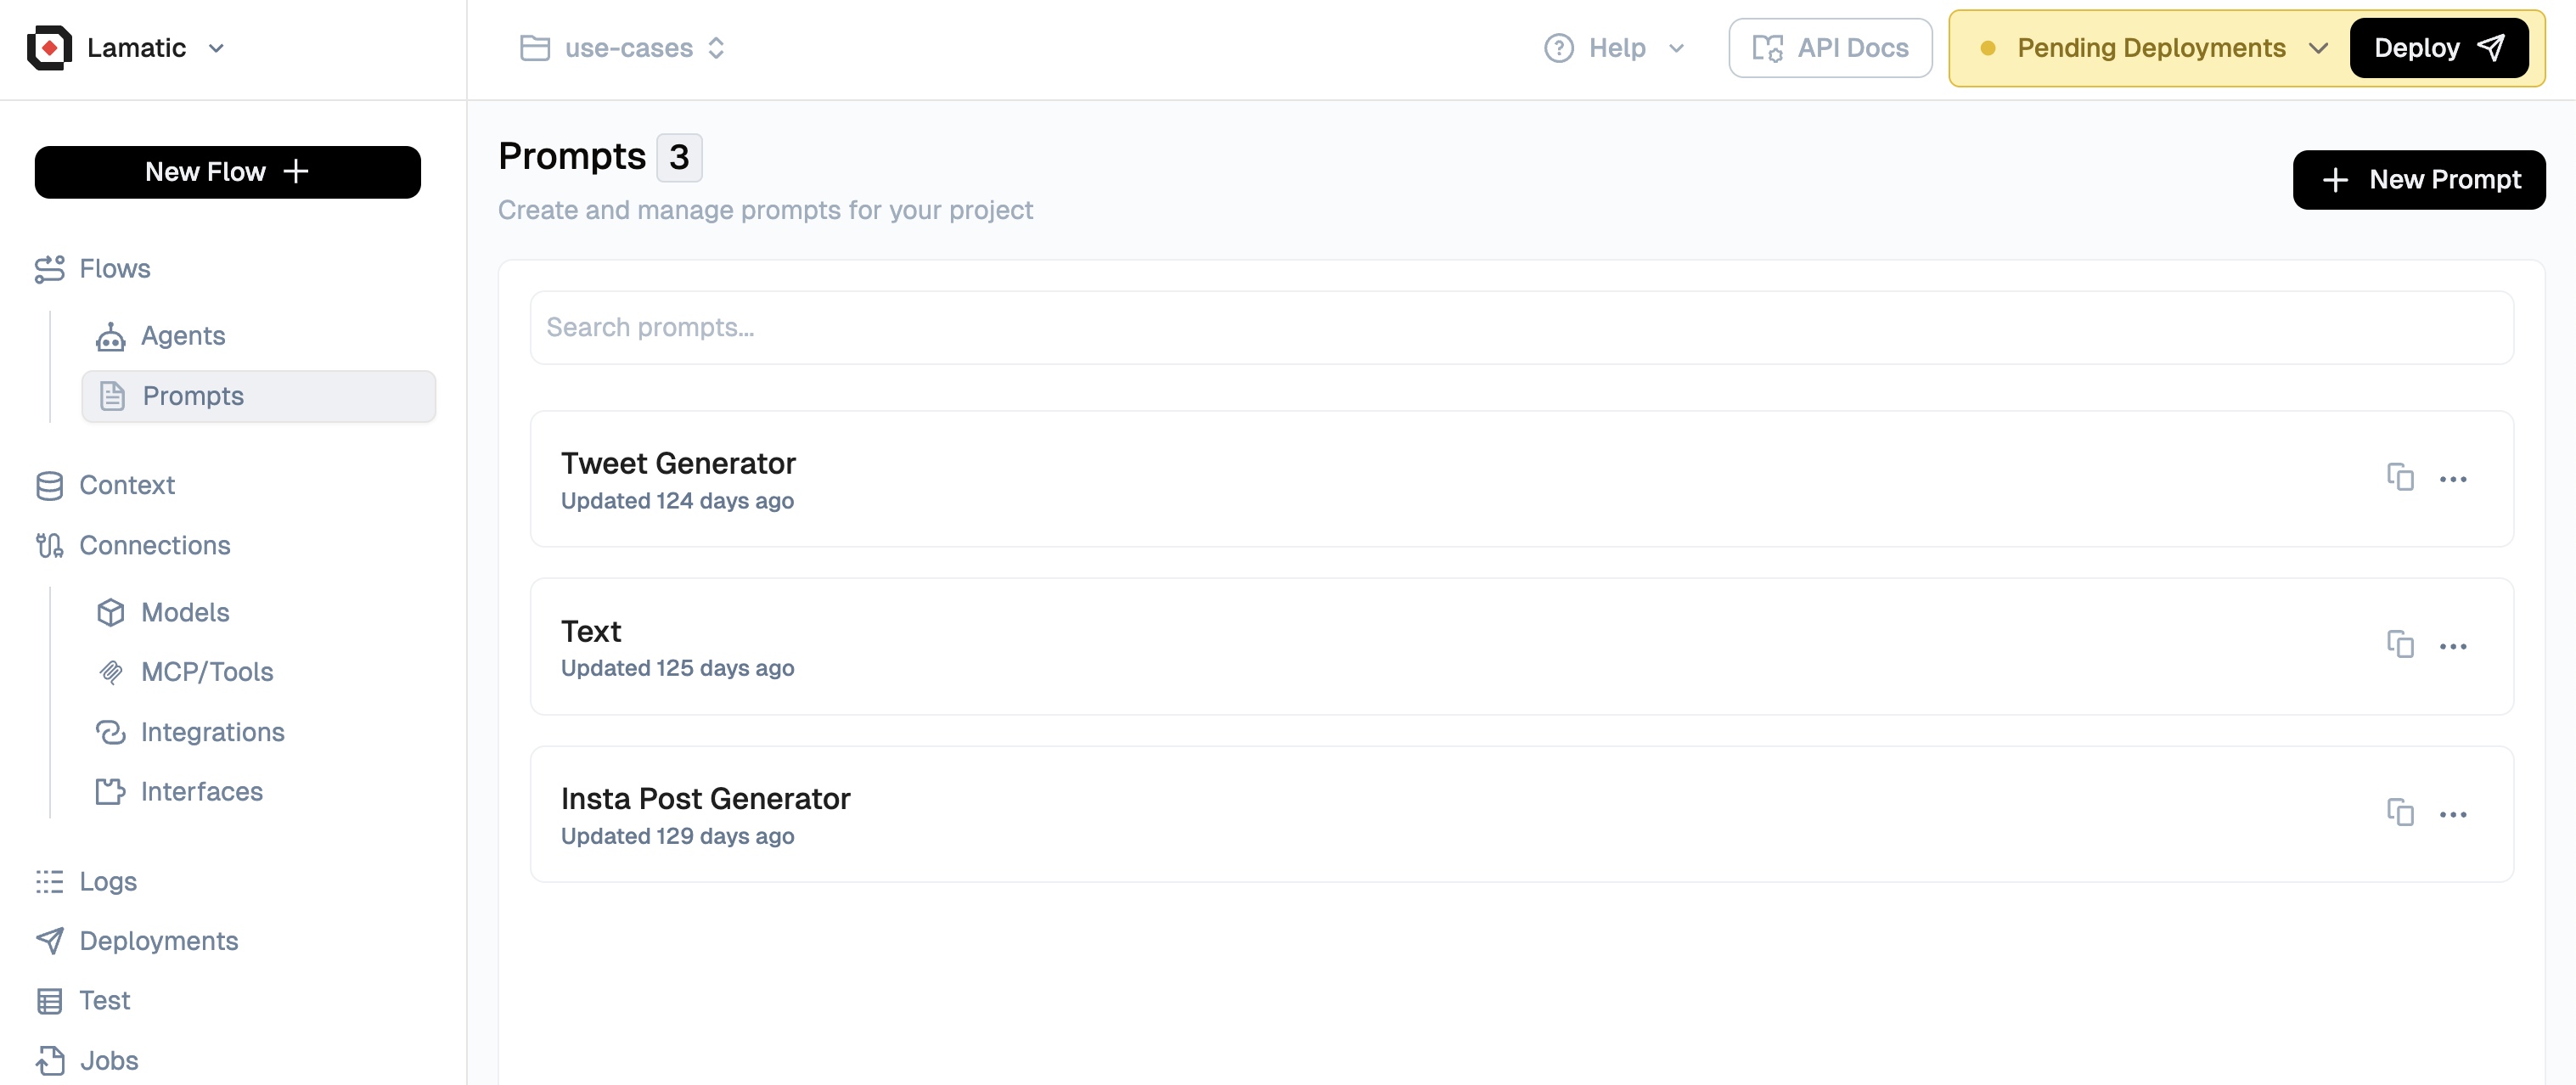 Lamatic
use-cases
Help
API Docs
Pending Deployments
Deploy
New Flow
Flows
Agents
Prompts
Context
Connections
Models
MCP/Tools
Integrations
Interfaces
Logs
Deployments
Test
Jobs
Prompts 3
Create and manage prompts for your project
New Prompt
Search prompts...
Tweet Generator
Updated 124 days ago
Text
Updated 125 days ago
Insta Post Generator
Updated 129 days ago